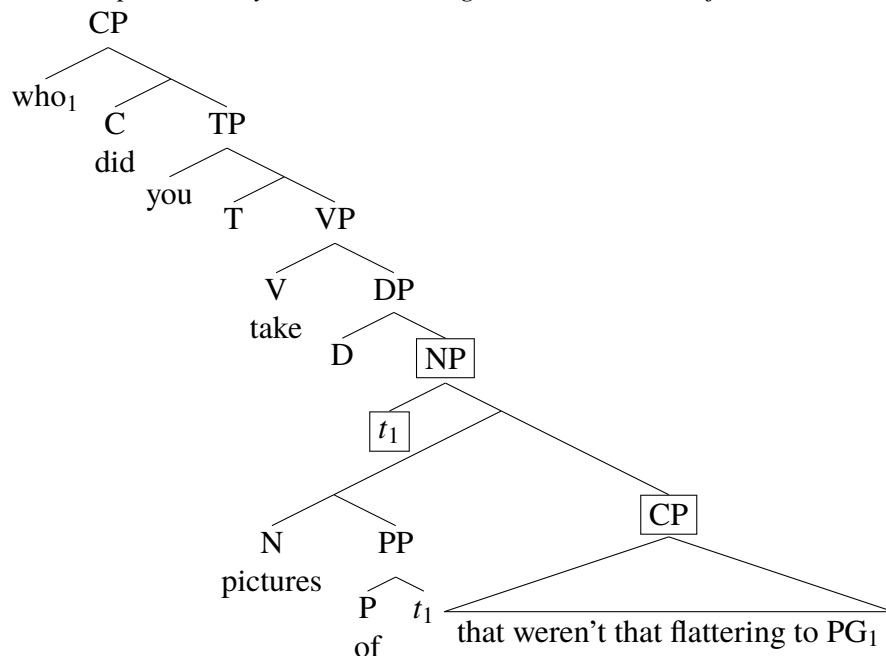 CP
who1
C TP
did
you
T VP
V DP
take
D NP
t1
CP
N PP
pictures
P t1
of that weren't that flattering to PG1